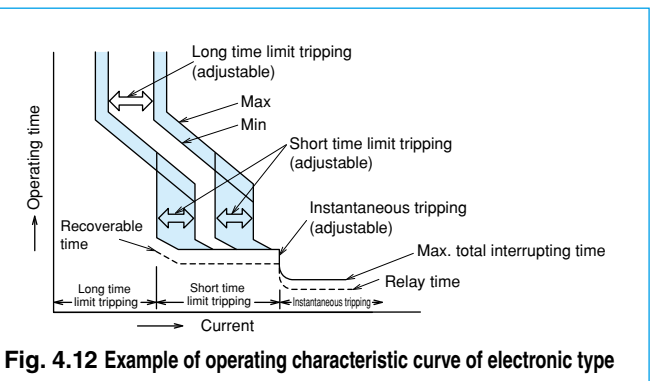 Long time limit tripping
(adjustable)
Max
Min
Short time limit tripping
(adjustable)
Operating time
Instantaneous tripping
(adjustable)
Recoverable
time
Max. total interrupting time
Relay time
Long time
limit tripping
Short time
limit tripping
Instantaneous tripping
Current
Fig. 4.12 Example of operating characteristic curve of electronic type